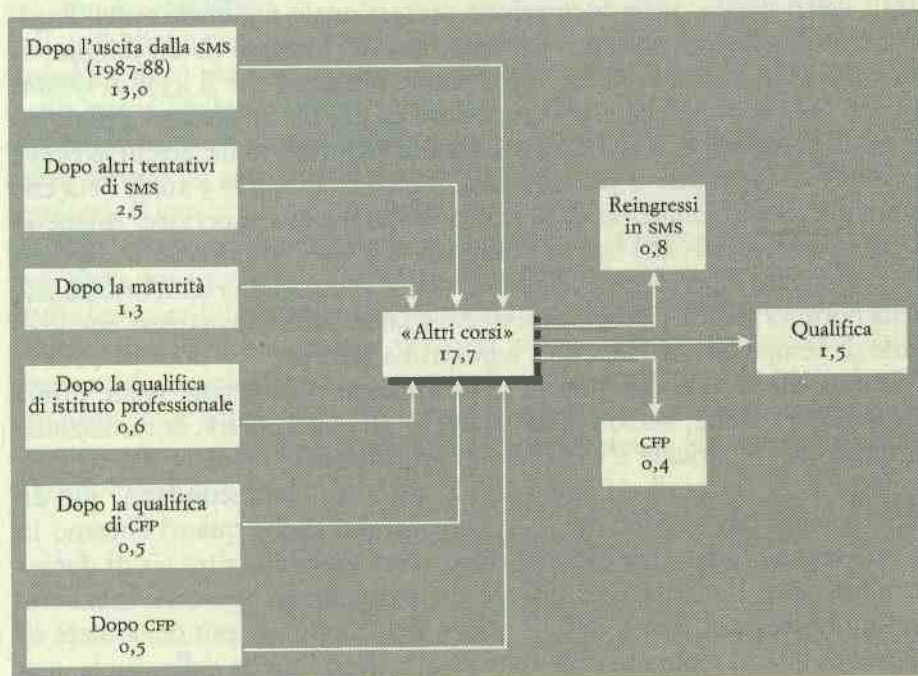 Dopo l'uscita dalla SMS
(1987-88)
13,0
Dopo altri tentativi
di SMS
2,5
Dopo la maturità
1,3
Dopo la qualifica
di istituto professionale
0,6
Dopo la qualifica
di CFP
0,5
Dopo CFP
0,5
«Altri corsi»
17,7
Reingressi
in SMS
0,8
Qualifica
1,5
CFP
0,4